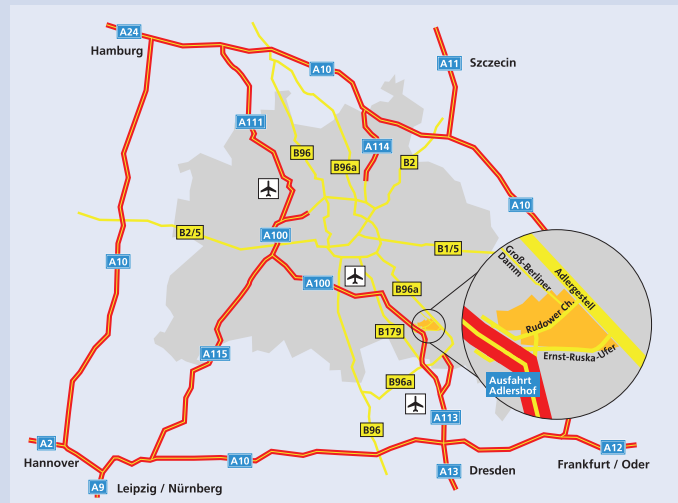 A24
Hamburg
A10
A11
Szczecin
A111
B96
B96a
A114
B2
A10
B2/5
A100
B1/5
A10
A100
B96a
Groß-Berliner
Damm
Adlergestell
Rudower Ch.
Ernst-Ruska-Ufer
Ausfahrt
Adlershof
B179
A115
B96a
A113
B96
A2
Hannover
A10
A9
Leipzig / Nürnberg
A13
Dresden
A12
Frankfurt / Oder